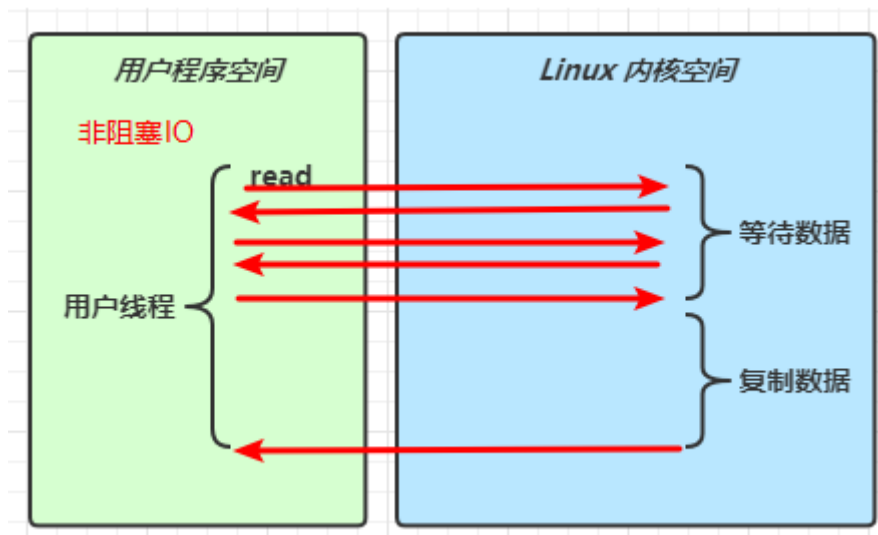 用户程序空间
Linux 内核空间
非阻塞IO
read
等待数据
用户线程
复制数据